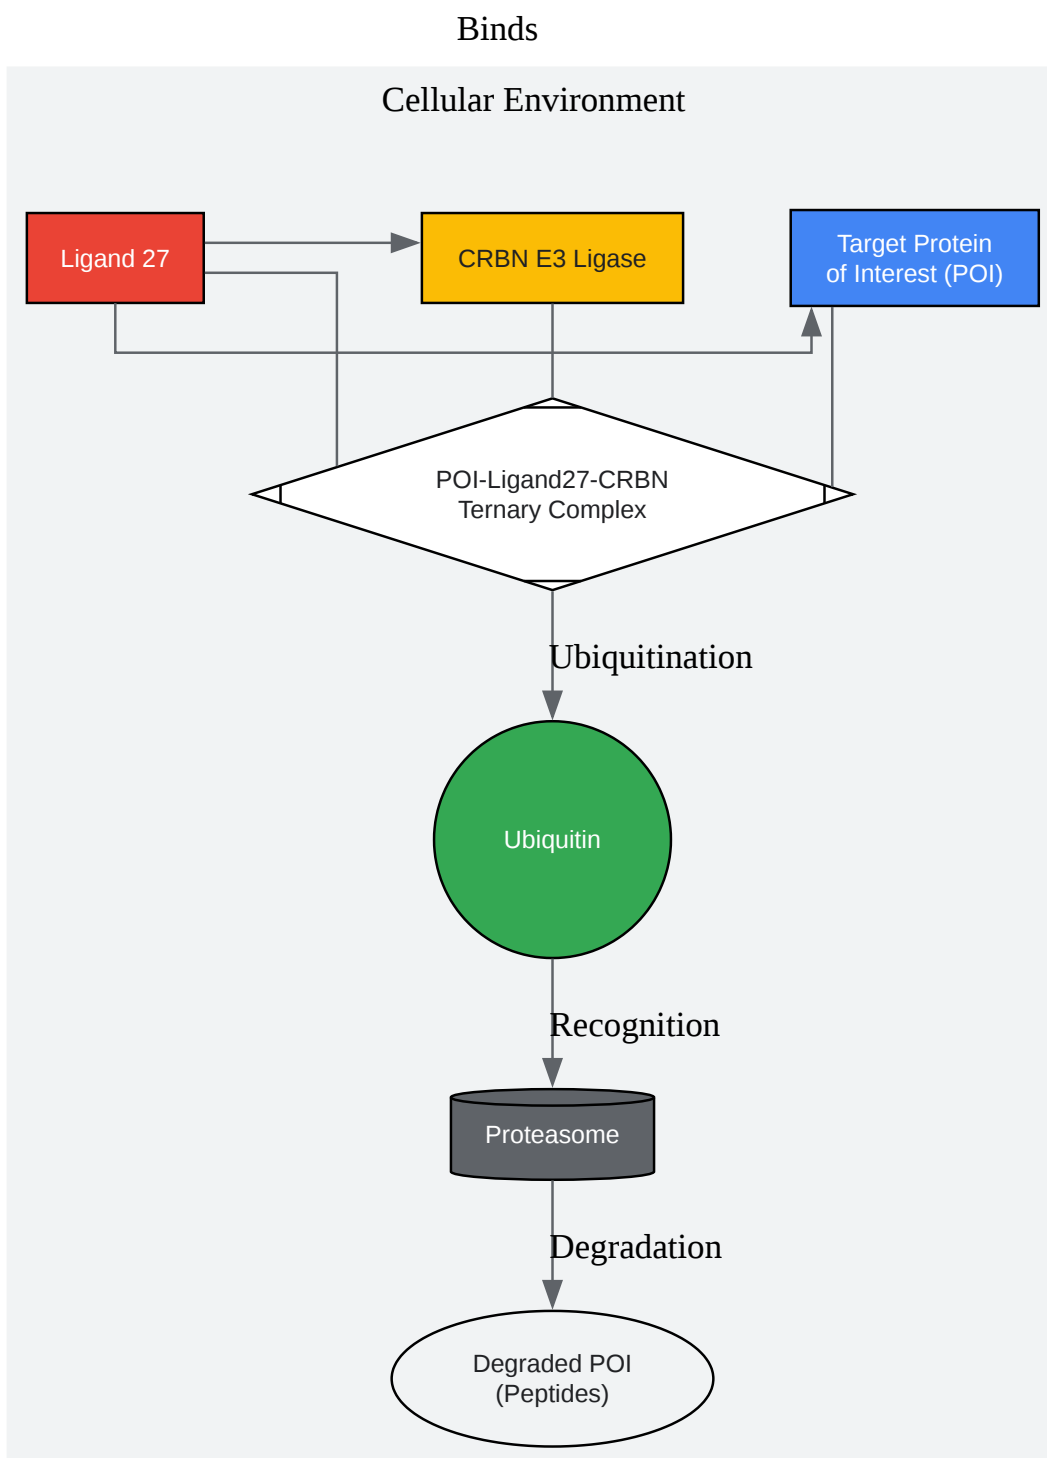 Binds
Cellular Environment
Ligand 27
CRBN E3 Ligase
Target Protein
of Interest (POI)
POI-Ligand27-CRBN
Ternary Complex
Ubiquitination
Ubiquitin
Recognition
Proteasome
Degradation
Degraded POI
(Peptides)